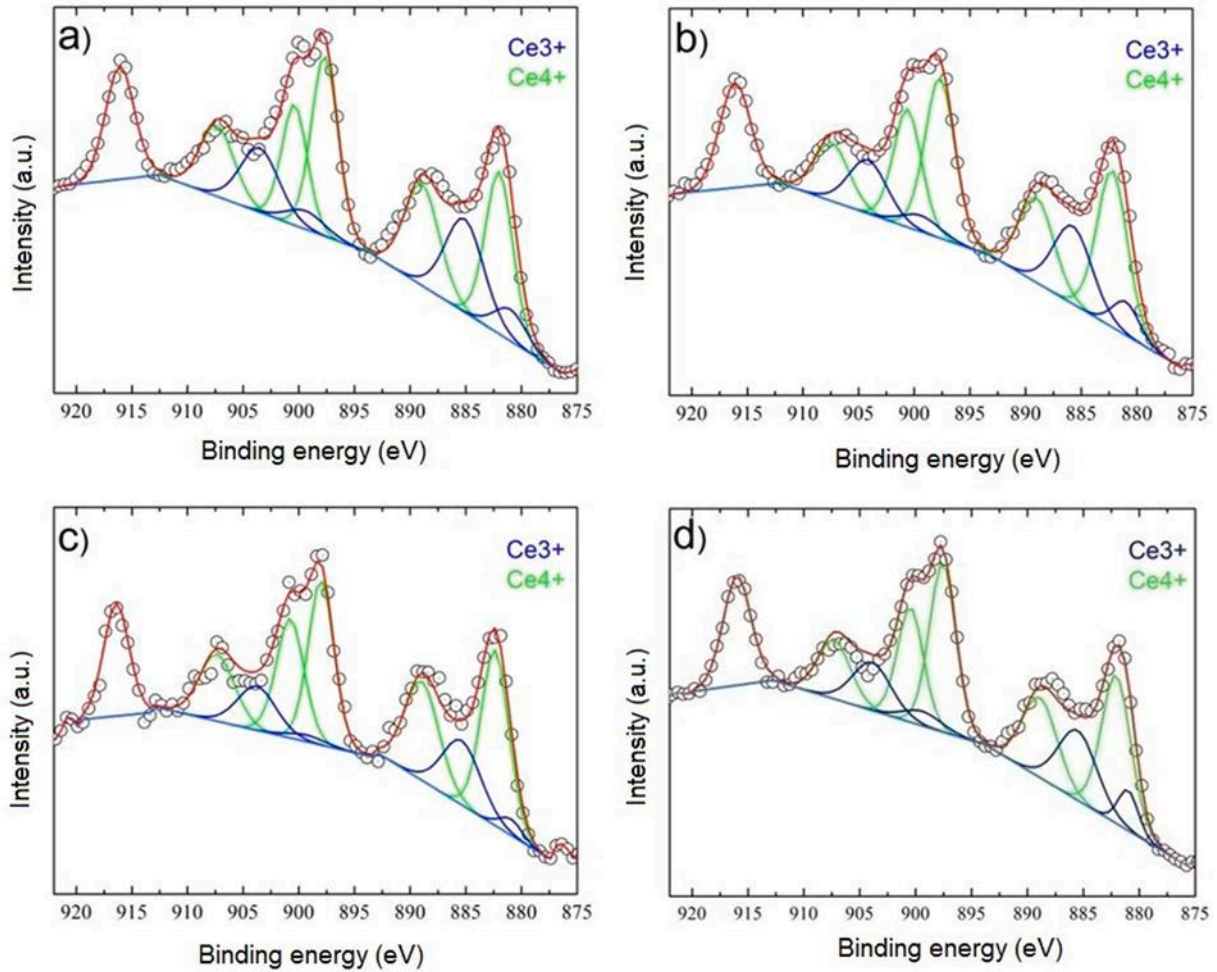 a)
Ce3+
Ce4+
Intensity (a.u.)
920 915 910 905 900 895 890 885 880 875
Binding energy (eV)
b)
Ce3+
Ce4+
Intensity (a.u.)
920 915 910 905 900 895 890 885 880 875
Binding energy (eV)
c)
Ce3+
Ce4+
Intensity (a.u.)
920 915 910 905 900 895 890 885 880 875
Binding energy (eV)
d)
Ce3+
Ce4+
Intensity (a.u.)
920 915 910 905 900 895 890 885 880 875
Binding energy (eV)